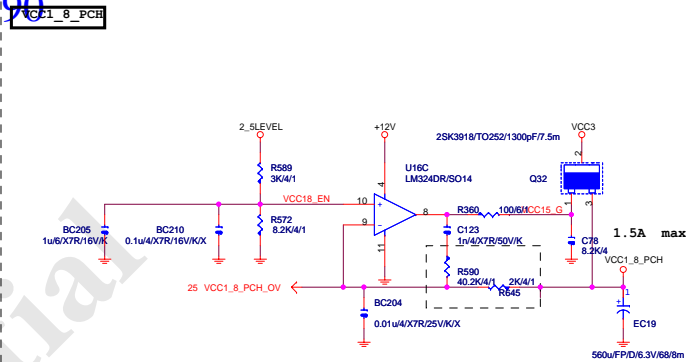 VCC1_8_PCH
2_5LEVEL
+12V
2SK3918/TO252/1300pF/7.5m
VCC3
R589
3K/4/1
U16C
LM324DR/SO14
Q32
2
4
VCC18_EN
10
+
8
R360
100/6/1
VCC15_G
1
3
BC205
1u/6/X7R/16V/K
BC210
0.1u/4/X7R/16V/K/X
R572
8.2K/4/1
9
-
11
C123
1n/4/X7R/50V/K
C78
8.2K/4
1.5A max
VCC1_8_PCH
R590
40.2K/4/1
2K/4/1
R645
25 VCC1_8_PCH_OV
BC204
0.01u/4/X7R/25V/K/X
1
+
EC19
560u/FP/D/6.3V/68/8m
ial